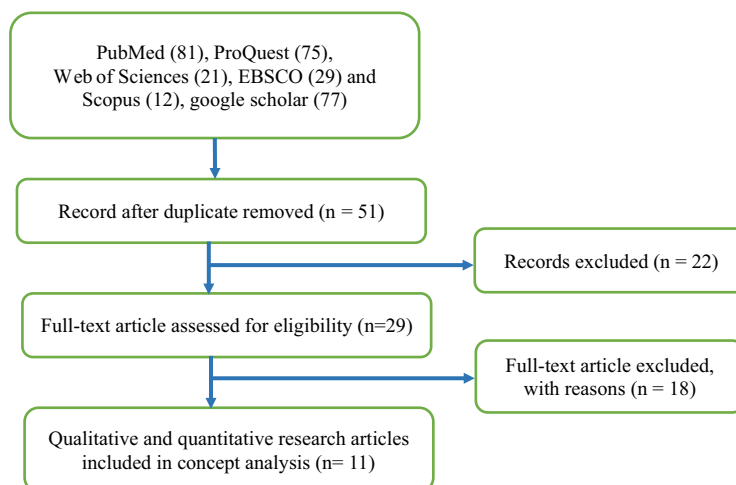 PubMed (81), ProQuest (75),
Web of Sciences (21), EBSCO (29) and
Scopus (12), google scholar (77)
Record after duplicate removed (n = 51)
Records excluded (n = 22)
Full-text article assessed for eligibility (n=29)
Full-text article excluded,
with reasons (n = 18)
Qualitative and quantitative research articles
included in concept analysis (n= 11)